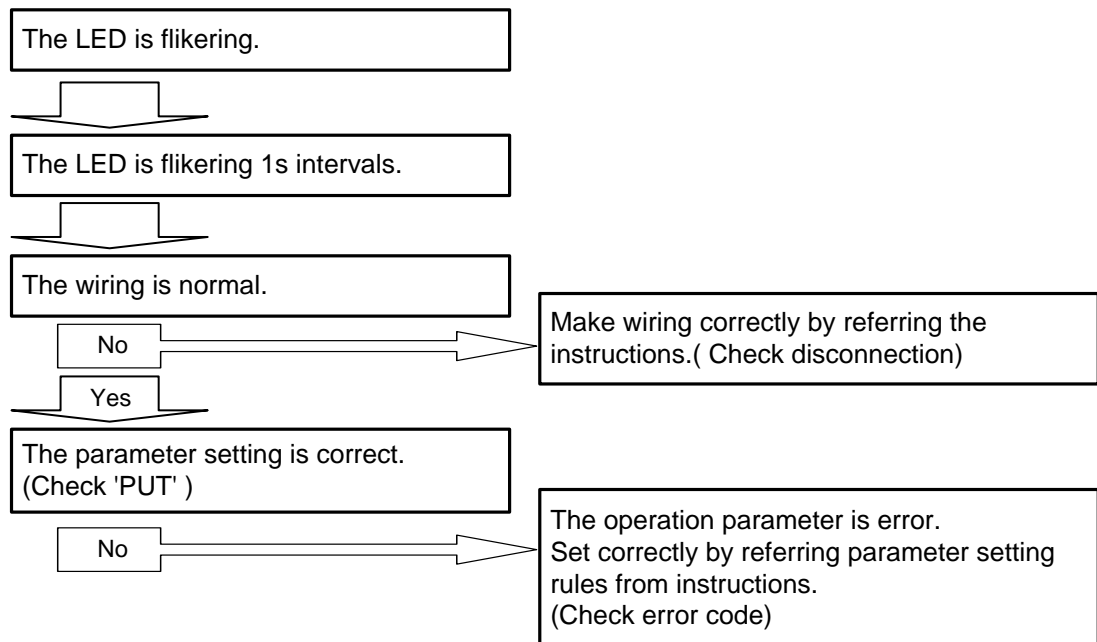 The LED is flikering.
The LED is flikering 1s intervals.
The wiring is normal.
No
Make wiring correctly by referring the
instructions.( Check disconnection)
Yes
The parameter setting is correct.
(Check 'PUT' )
No
The operation parameter is error.
Set correctly by referring parameter setting
rules from instructions.
(Check error code)